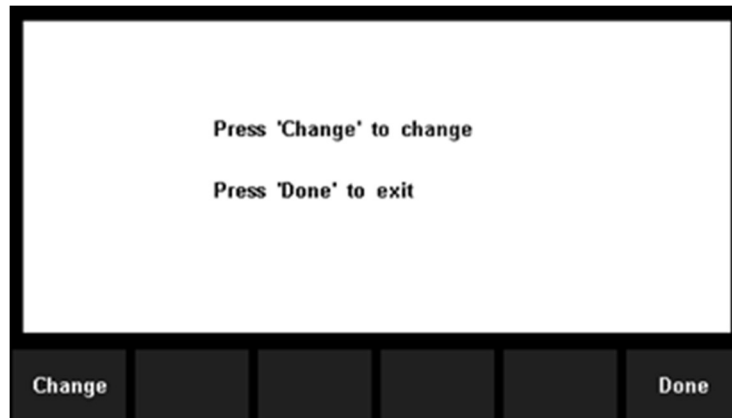 Press 'Change' to change
Press 'Done' to exit
Change
Done